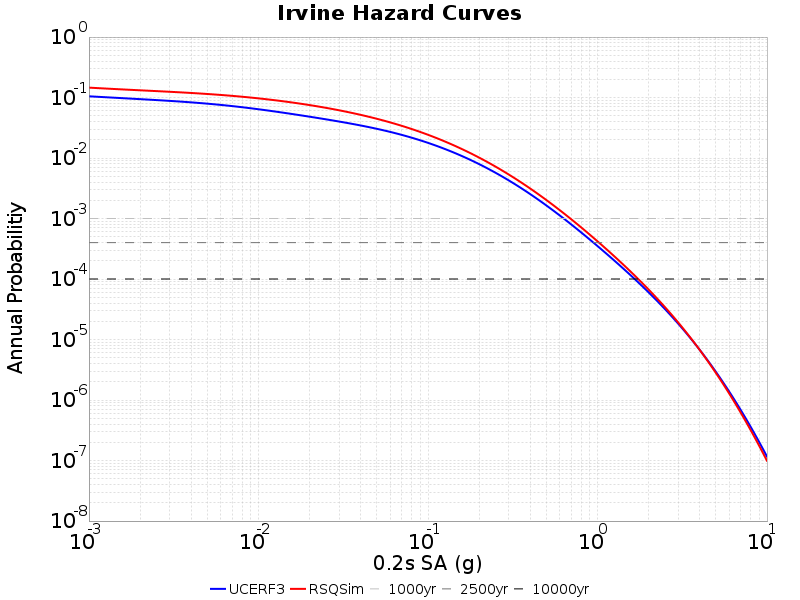 Irvine Hazard Curves
Annual Probabilitiy
10^0
10^-1
10^-2
10^-3
10^-4
10^-5
10^-6
10^-7
10^-8
10^-3 10^-2 10^-1 10^0 10^1
0.2s SA (g)
UCERF3 RSQSim 1000yr 2500yr 10000yr